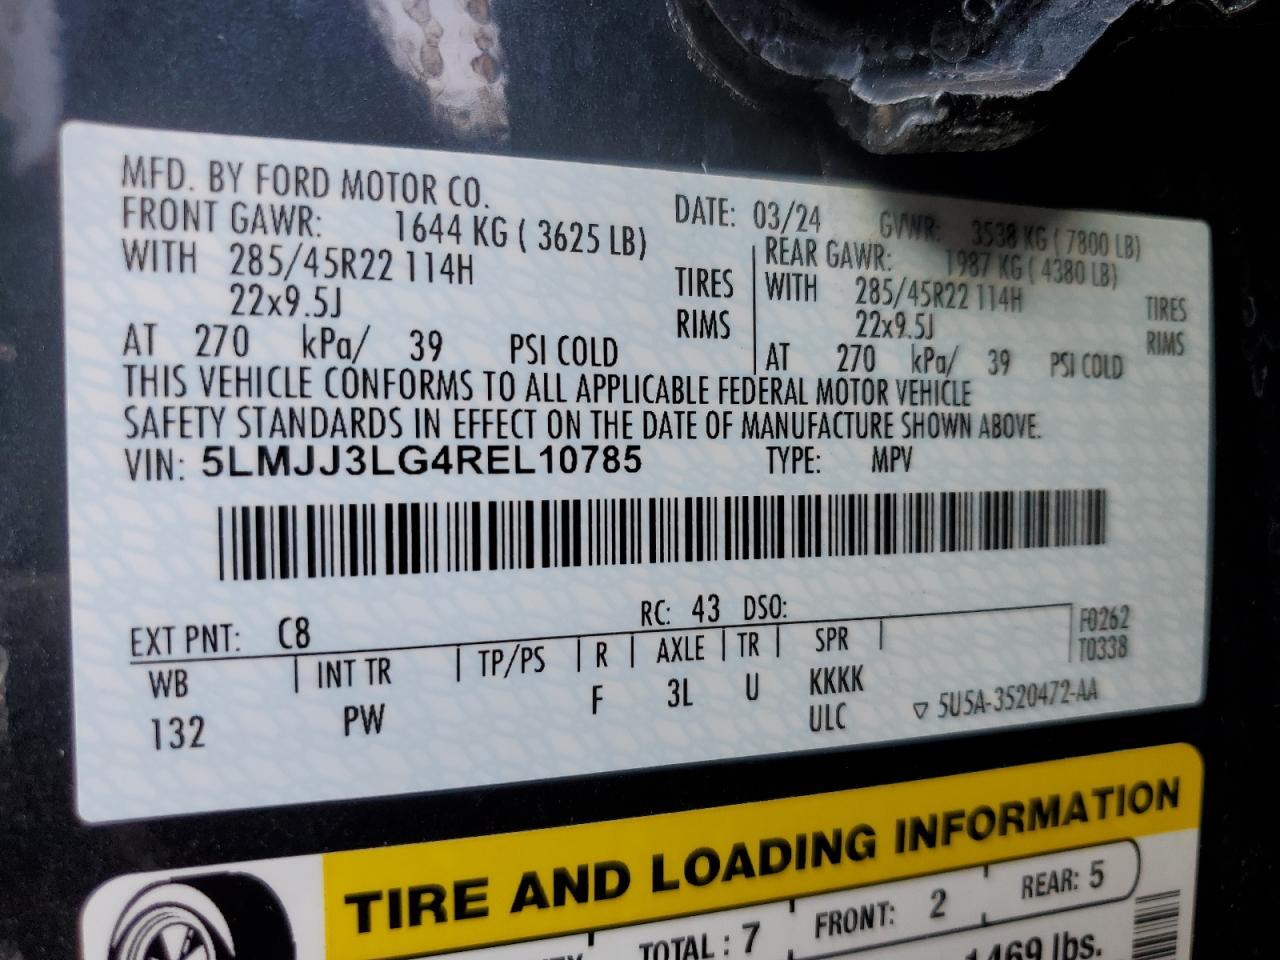 MFD. BY FORD MOTOR CO.
DATE: 03/24 GVWR: 3538 KG ( 7800 LB)
FRONT GAWR: 1644 KG ( 3625 LB)
WITH 285/45R22 114H TIRES
22x9.5J RIMS
AT 270 kPa/ 39 PSI COLD
REAR GAWR: 1987 KG ( 4380 LB)
WITH 285/45R22 114H TIRES
22x9.5J RIMS
AT 270 kPa/ 39 PSI COLD
THIS VEHICLE CONFORMS TO ALL APPLICABLE FEDERAL MOTOR VEHICLE
SAFETY STANDARDS IN EFFECT ON THE DATE OF MANUFACTURE SHOWN ABOVE.
VIN: 5LMJJ3LG4REL10785 TYPE: MPV
EXT PNT: C8 RC: 43 DSO: F0262
WB INT TR TP/PS R AXLE TR SPR T0338
132 PW F 3L U KKKK
ULC ▽ 5U5A-3520472-AA
TIRE AND LOADING INFORMATION
TOTAL : 7 FRONT: 2 REAR: 5
1469 lbs.